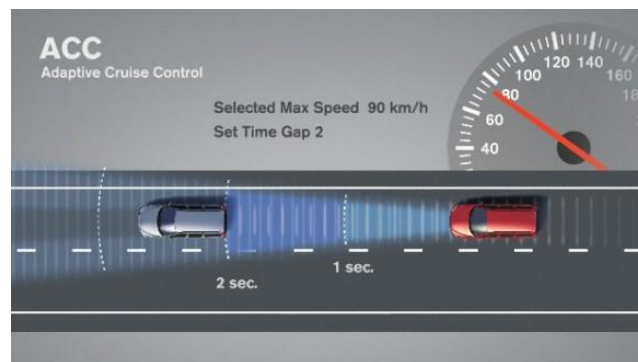 ACC
Adaptive Cruise Control
Selected Max Speed 90 km/h
Set Time Gap 2
40
60
80
100
120
140
160
2 sec.
1 sec.